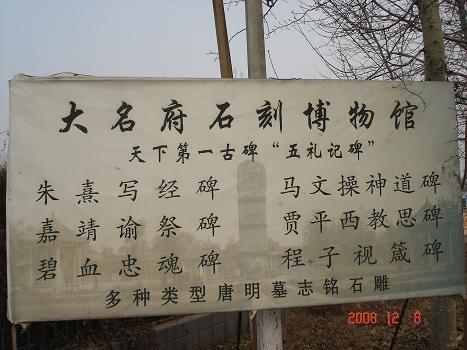 大名府石刻博物馆
天下第一古碑“五礼记碑”
朱熹写经碑 马文操神道碑
嘉靖谕祭碑 贾平西教思碑
碧血忠魂碑 程子视箴碑
多种类型唐明墓志铭石雕
2008 12 8